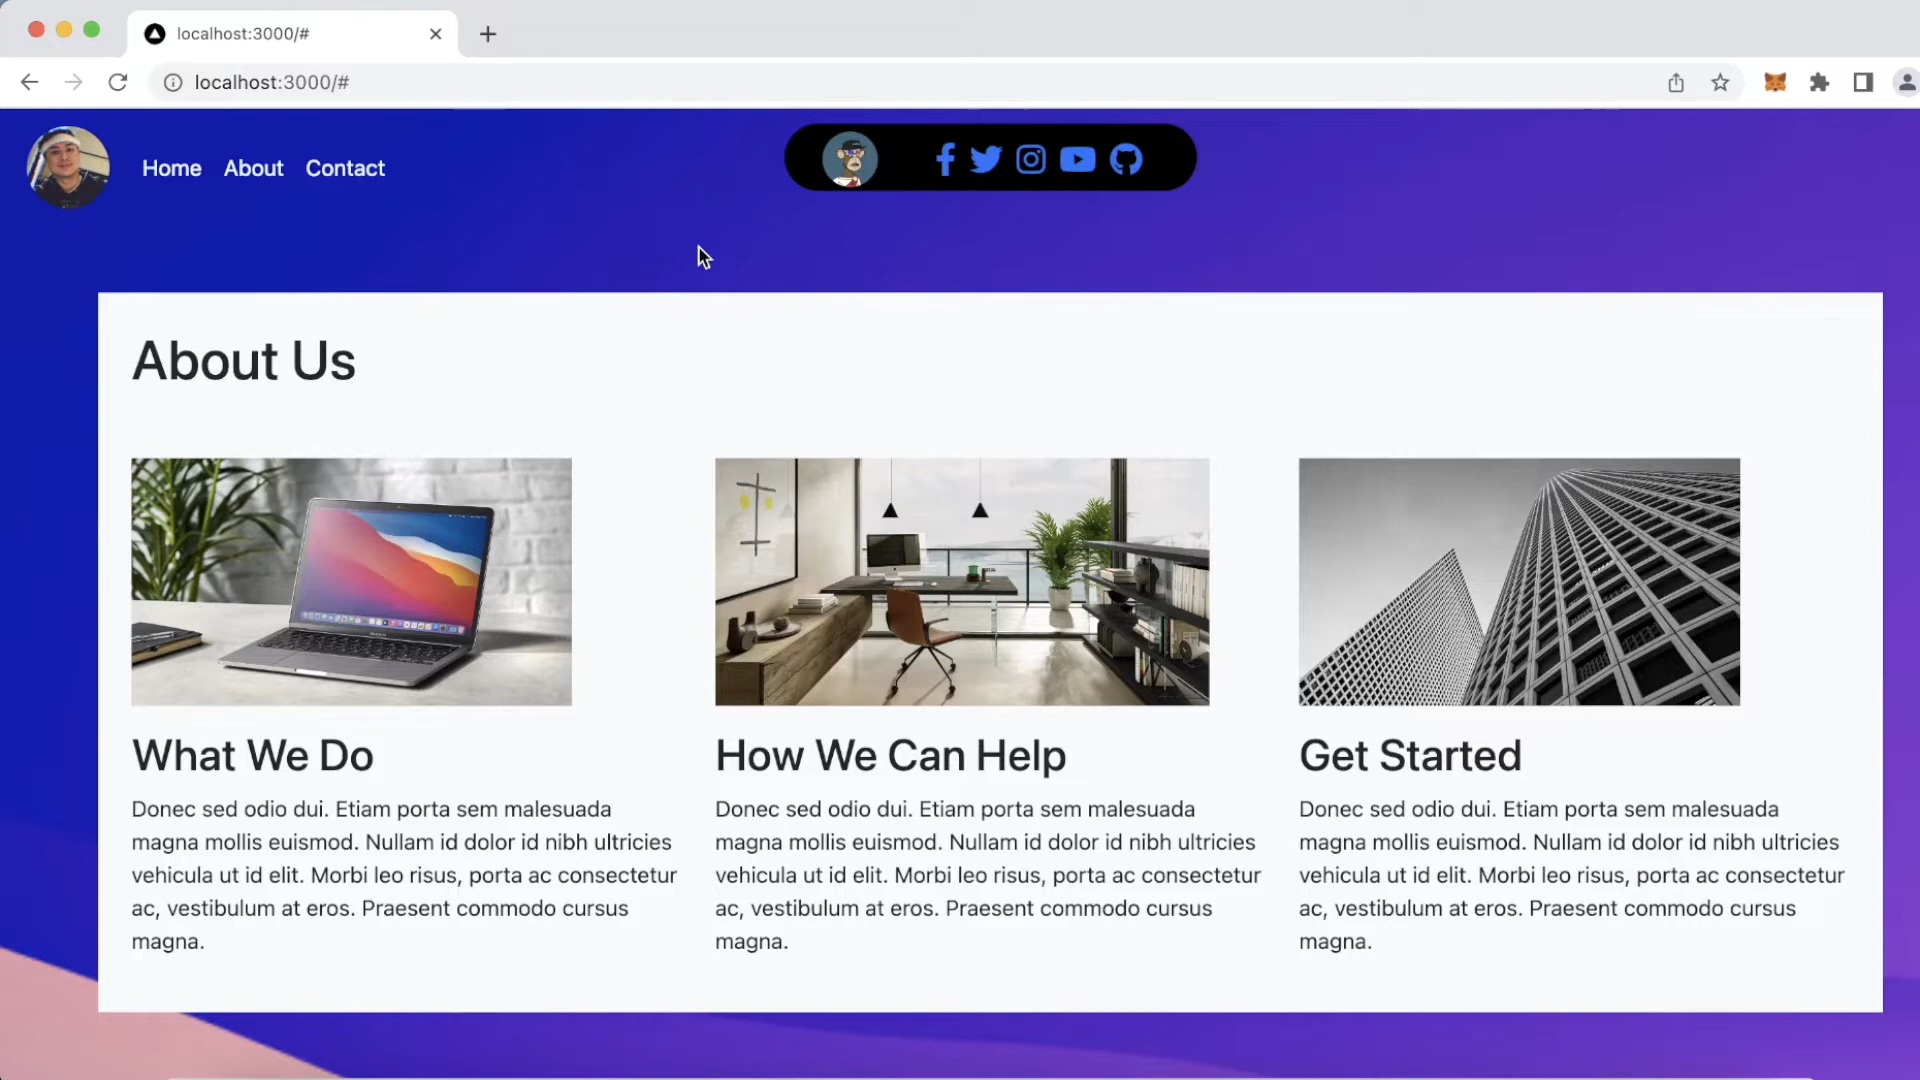 localhost:3000/#
localhost:3000/#
Home About Contact
About Us
What We Do
Donec sed odio dui. Etiam porta sem malesuada
magna mollis euismod. Nullam id dolor id nibh ultricies
vehicula ut id elit. Morbi leo risus, porta ac consectetur
ac, vestibulum at eros. Praesent commodo cursus
magna.
How We Can Help
Donec sed odio dui. Etiam porta sem malesuada
magna mollis euismod. Nullam id dolor id nibh ultricies
vehicula ut id elit. Morbi leo risus, porta ac consectetur
ac, vestibulum at eros. Praesent commodo cursus
magna.
Get Started
Donec sed odio dui. Etiam porta sem malesuada
magna mollis euismod. Nullam id dolor id nibh ultricies
vehicula ut id elit. Morbi leo risus, porta ac consectetur
ac, vestibulum at eros. Praesent commodo cursus
magna.